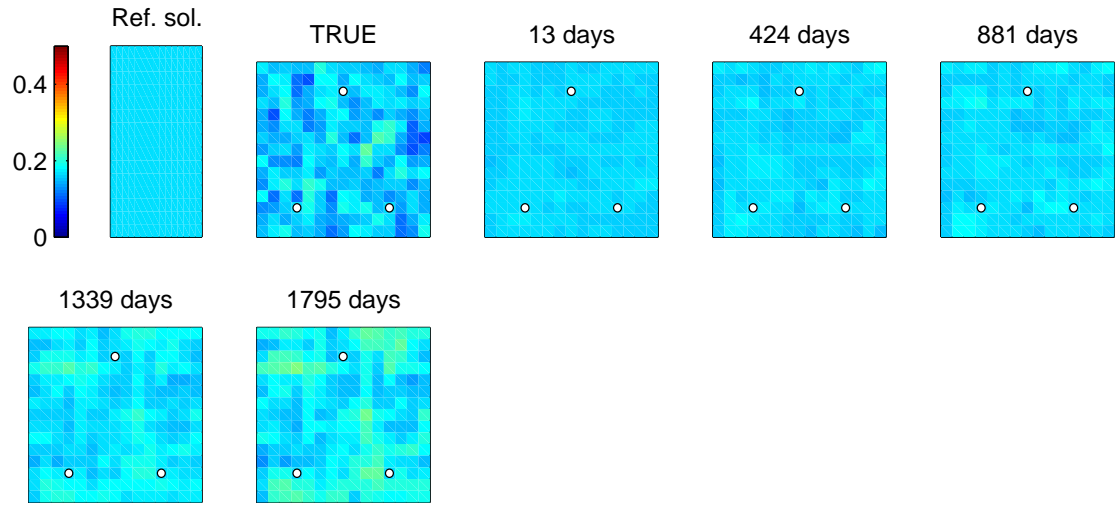 Ref. sol.
TRUE
13 days
424 days
881 days
0.4
0.2
0
1339 days
1795 days